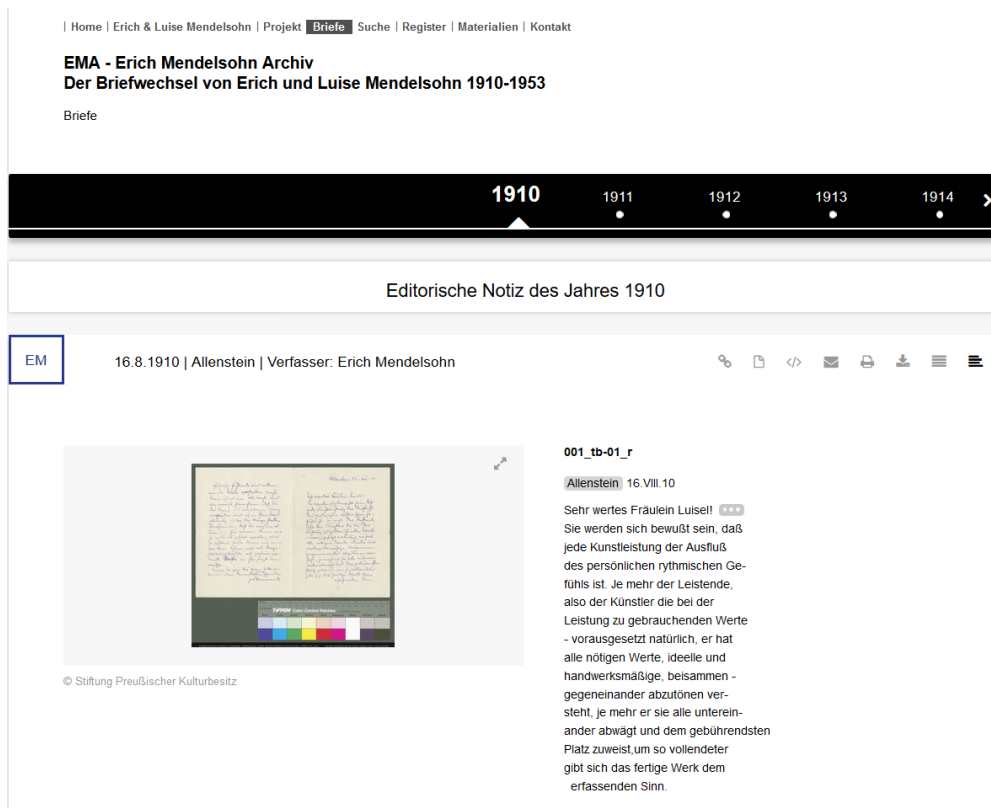 | Home | Erich & Luise Mendelsohn | Projekt Briefe Suche | Register | Materialien | Kontakt
EMA - Erich Mendelsohn Archiv
Der Briefwechsel von Erich und Luise Mendelsohn 1910-1953
Briefe
1910 1911 1912 1913 1914
Editorische Notiz des Jahres 1910
EM
16.8.1910 | Allenstein | Verfasser: Erich Mendelsohn
TIFFEN Color Control Patches
© Stiftung Preußischer Kulturbesitz
001_tb-01_r
Allenstein 16.VIII.10
Sehr wertes Fräulein Luisel!
Sie werden sich bewußt sein, daß
jede Kunstleistung der Ausfluß
des persönlichen rythmischen Ge-
fühls ist. Je mehr der Leistende,
also der Künstler die bei der
Leistung zu gebrauchenden Werte
- vorausgesetzt natürlich, er hat
alle nötigen Werte, ideelle und
handwerksmäßige, beisammen -
gegeneinander abzutönen ver-
steht, je mehr er sie alle unterein-
ander abwägt und dem gebührendsten
Platz zuweist,um so vollendeter
gibt sich das fertige Werk dem
erfassenden Sinn.